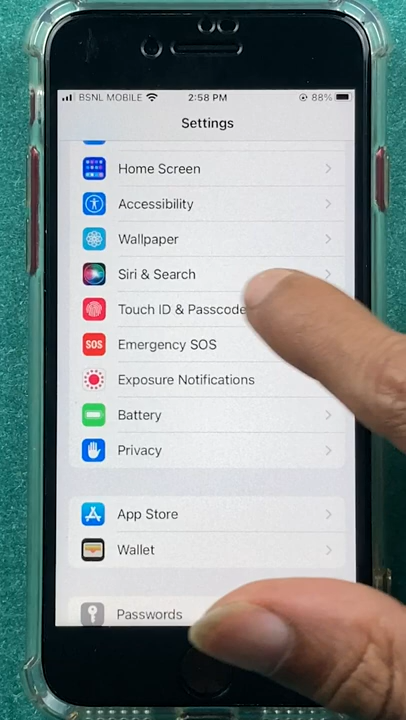 BSNL MOBILE 2:58 PM 88%
Settings
Home Screen
Accessibility
Wallpaper
Siri & Search
Touch ID & Passcode
SOS Emergency SOS
Exposure Notifications
Battery
Privacy
App Store
Wallet
Passwords